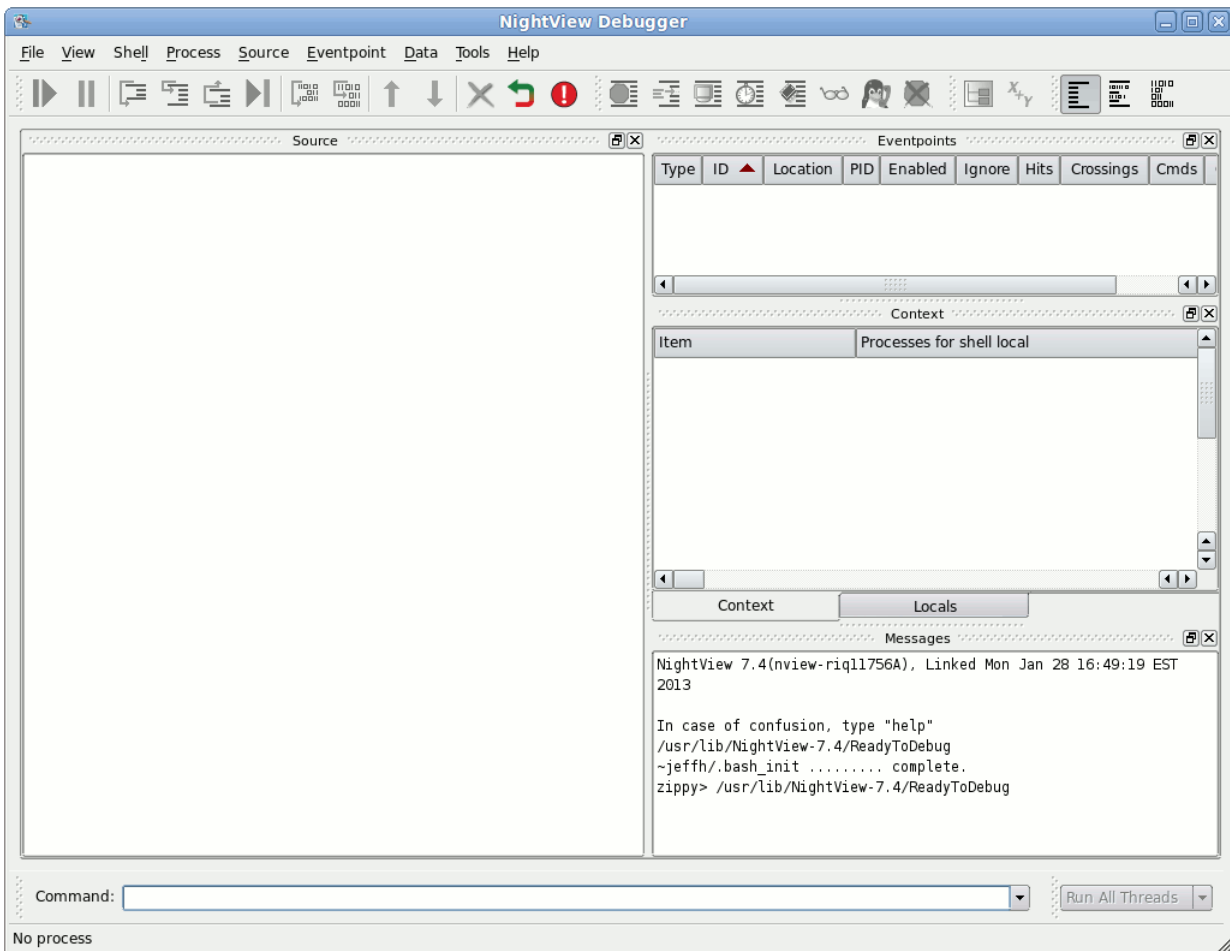 NightView Debugger
File View Shell Process Source Eventpoint Data Tools Help
Source
Eventpoints
Type ID Location PID Enabled Ignore Hits Crossings Cmds
Context
Item Processes for shell local
Context Locals
Messages
NightView 7.4(nview-riq11756A), Linked Mon Jan 28 16:49:19 EST
2013
In case of confusion, type "help"
/usr/lib/NightView-7.4/ReadyToDebug
~jeffh/.bash_init ......... complete.
zippy> /usr/lib/NightView-7.4/ReadyToDebug
Command:
Run All Threads
No process